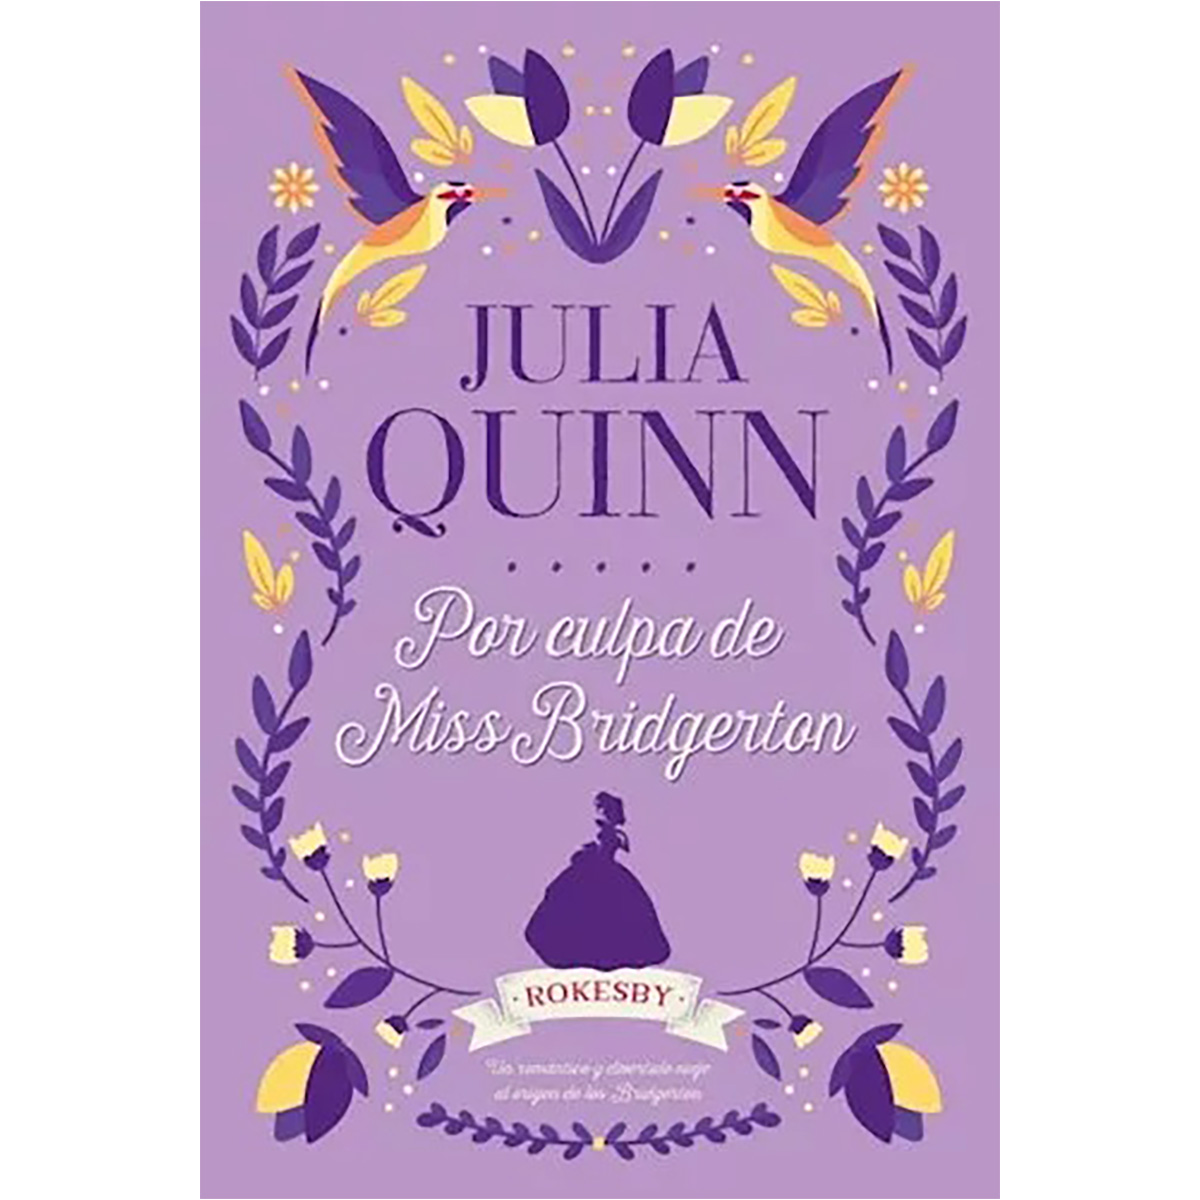 JULIA
QUINN
Por culpa de
Miss Bridgerton
ROKESBY
Un romántico y divertido viaje
al origen de los Bridgerton